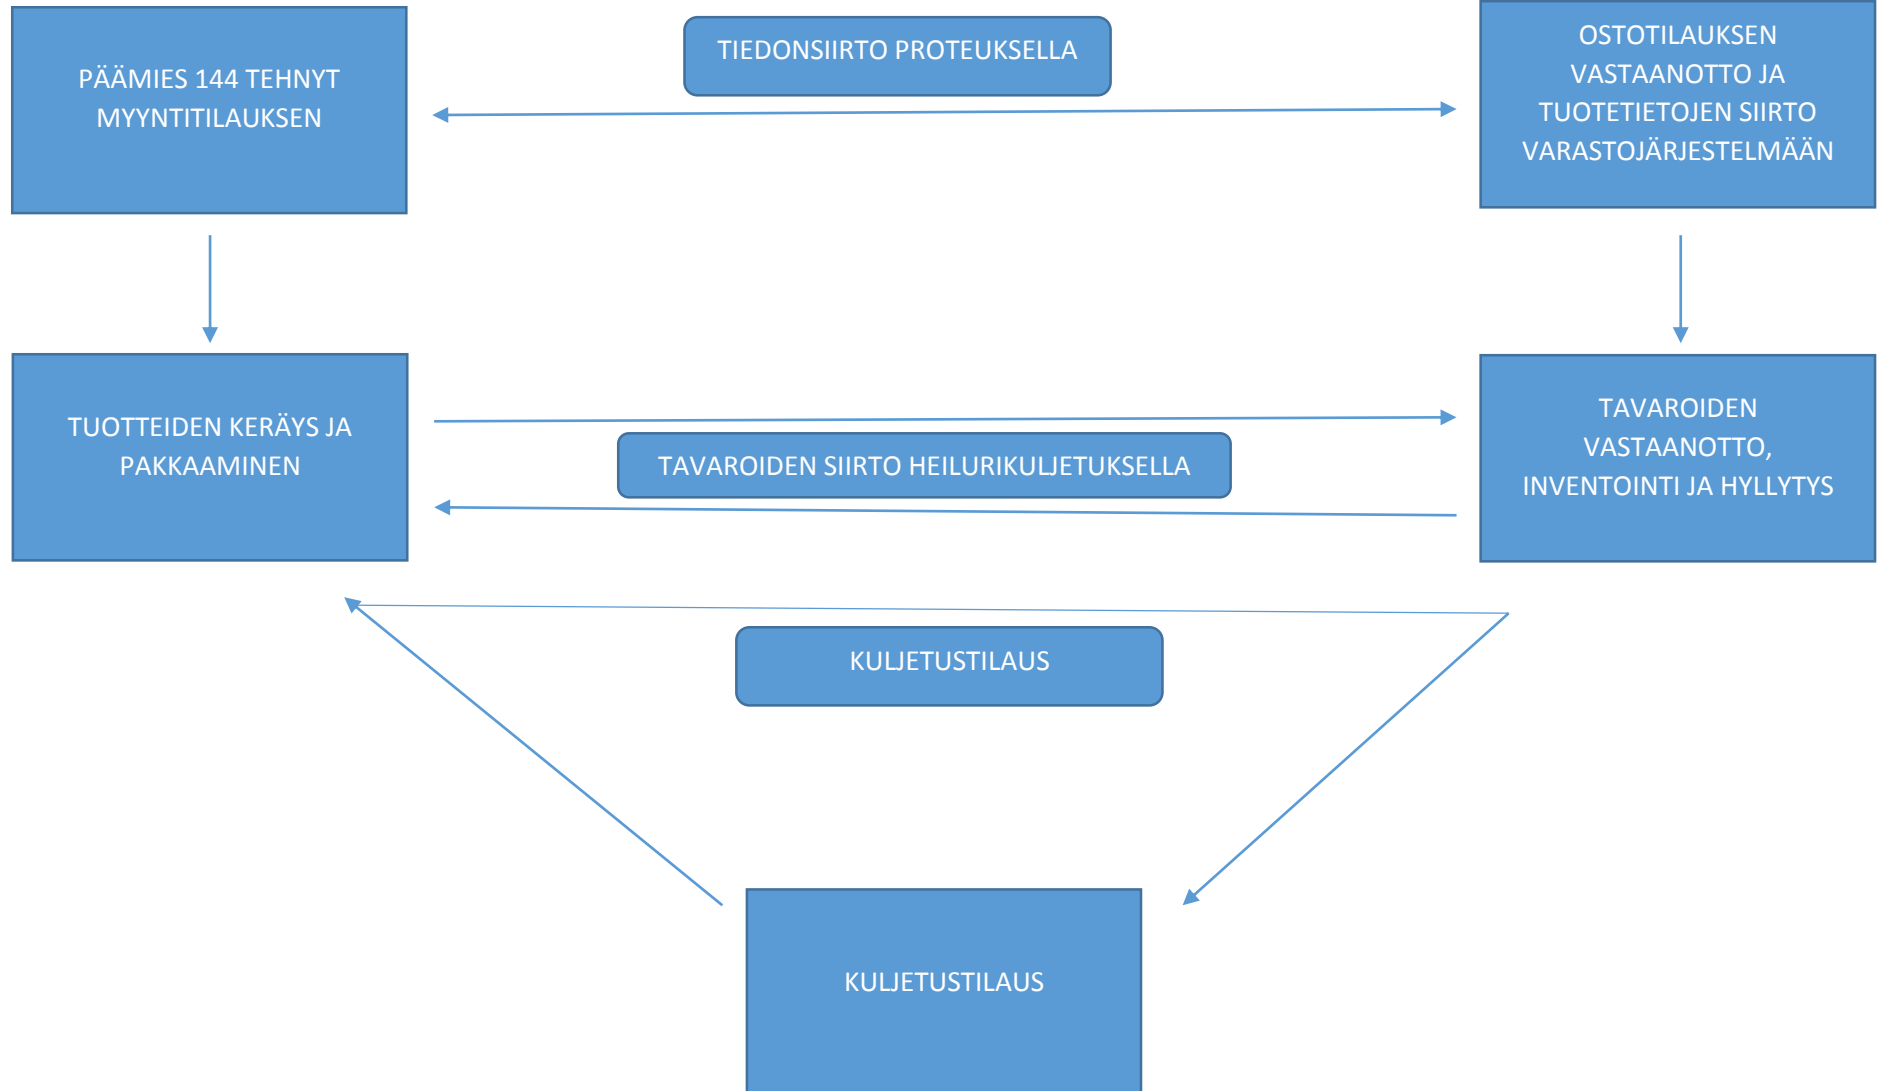 PÄÄMIES 144 TEHNYT
MYYNTITILAUKSEN
TIEDONSIIRTO PROTEUKSELLA
OSTOTILAUKSEN
VASTAANOTTO JA
TUOTETIETOJEN SIIRTO
VARASTOJÄRJESTELMÄÄN
TUOTTEIDEN KERÄYS JA
PAKKAAMINEN
TAVAROIDEN SIIRTO HEILURIKULJETUKSELLA
TAVAROIDEN
VASTAANOTTO,
INVENTOINTI JA HYLLYTYS
KULJETUSTILAUS
KULJETUSTILAUS